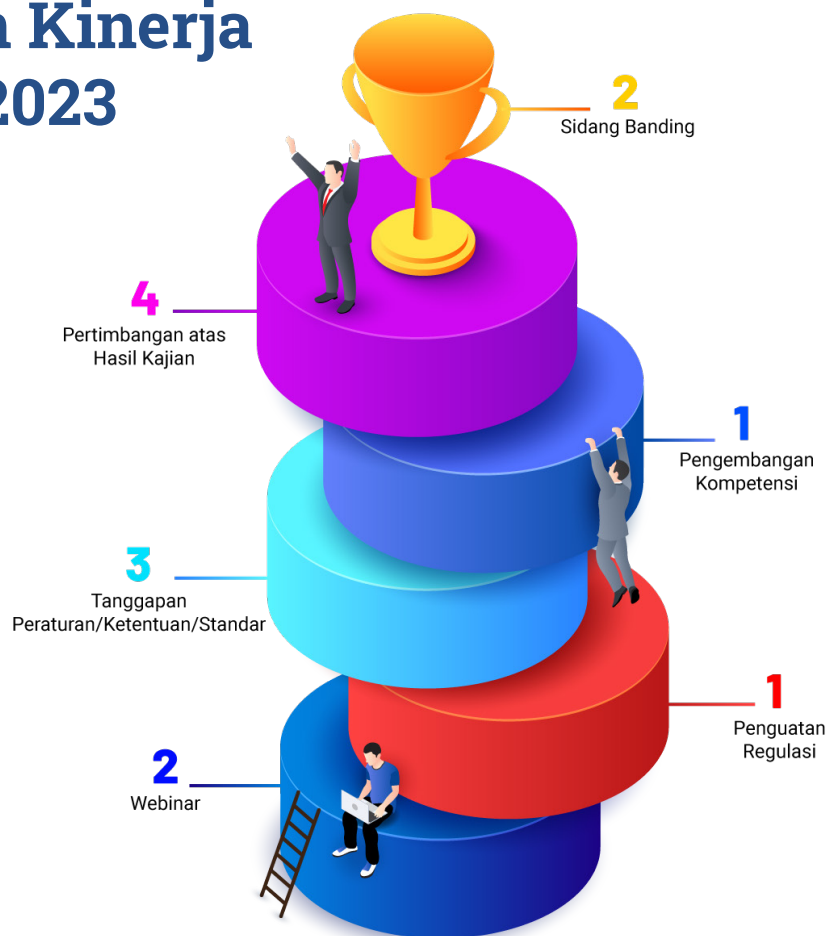 Kinerja
2023
2
Sidang Banding
4
Pertimbangan atas
Hasil Kajian
1
Pengembangan
Kompetensi
3
Tanggapan
Peraturan/Ketentuan/Standar
1
Penguatan
Regulasi
2
Webinar